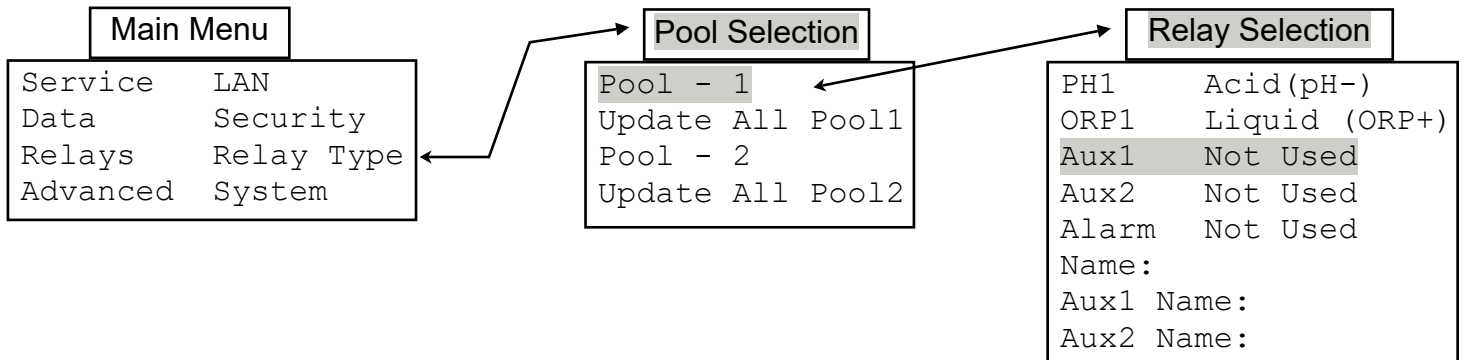 Main Menu
Service LAN
Data Security
Relays Relay Type
Advanced System
Pool Selection
Pool - 1
Update All Pool1
Pool - 2
Update All Pool2
Relay Selection
PH1 Acid(pH-)
ORP1 Liquid (ORP+)
Aux1 Not Used
Aux2 Not Used
Alarm Not Used
Name:
Aux1 Name:
Aux2 Name: